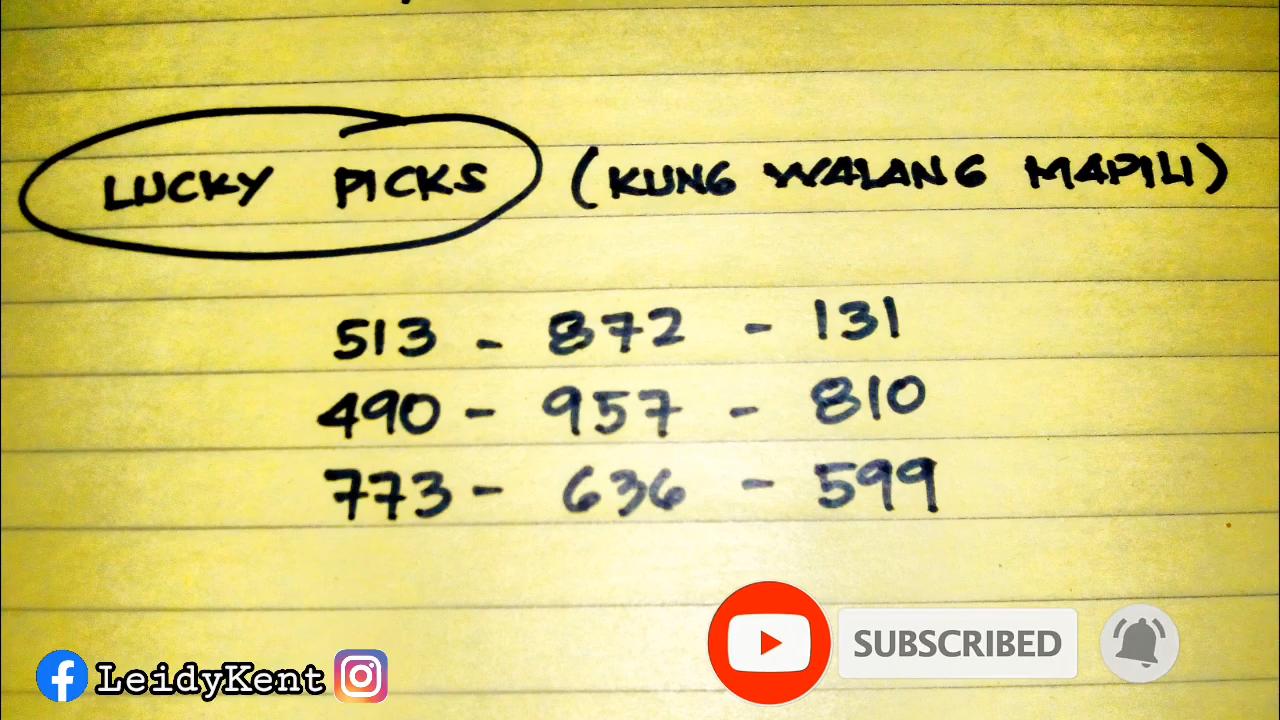 LUCKY PICKS (KUNG WALANG MAPILI)
513 - 872 - 131
490 - 957 - 810
773 - 636 - 599
SUBSCRIBED
LeidyKent